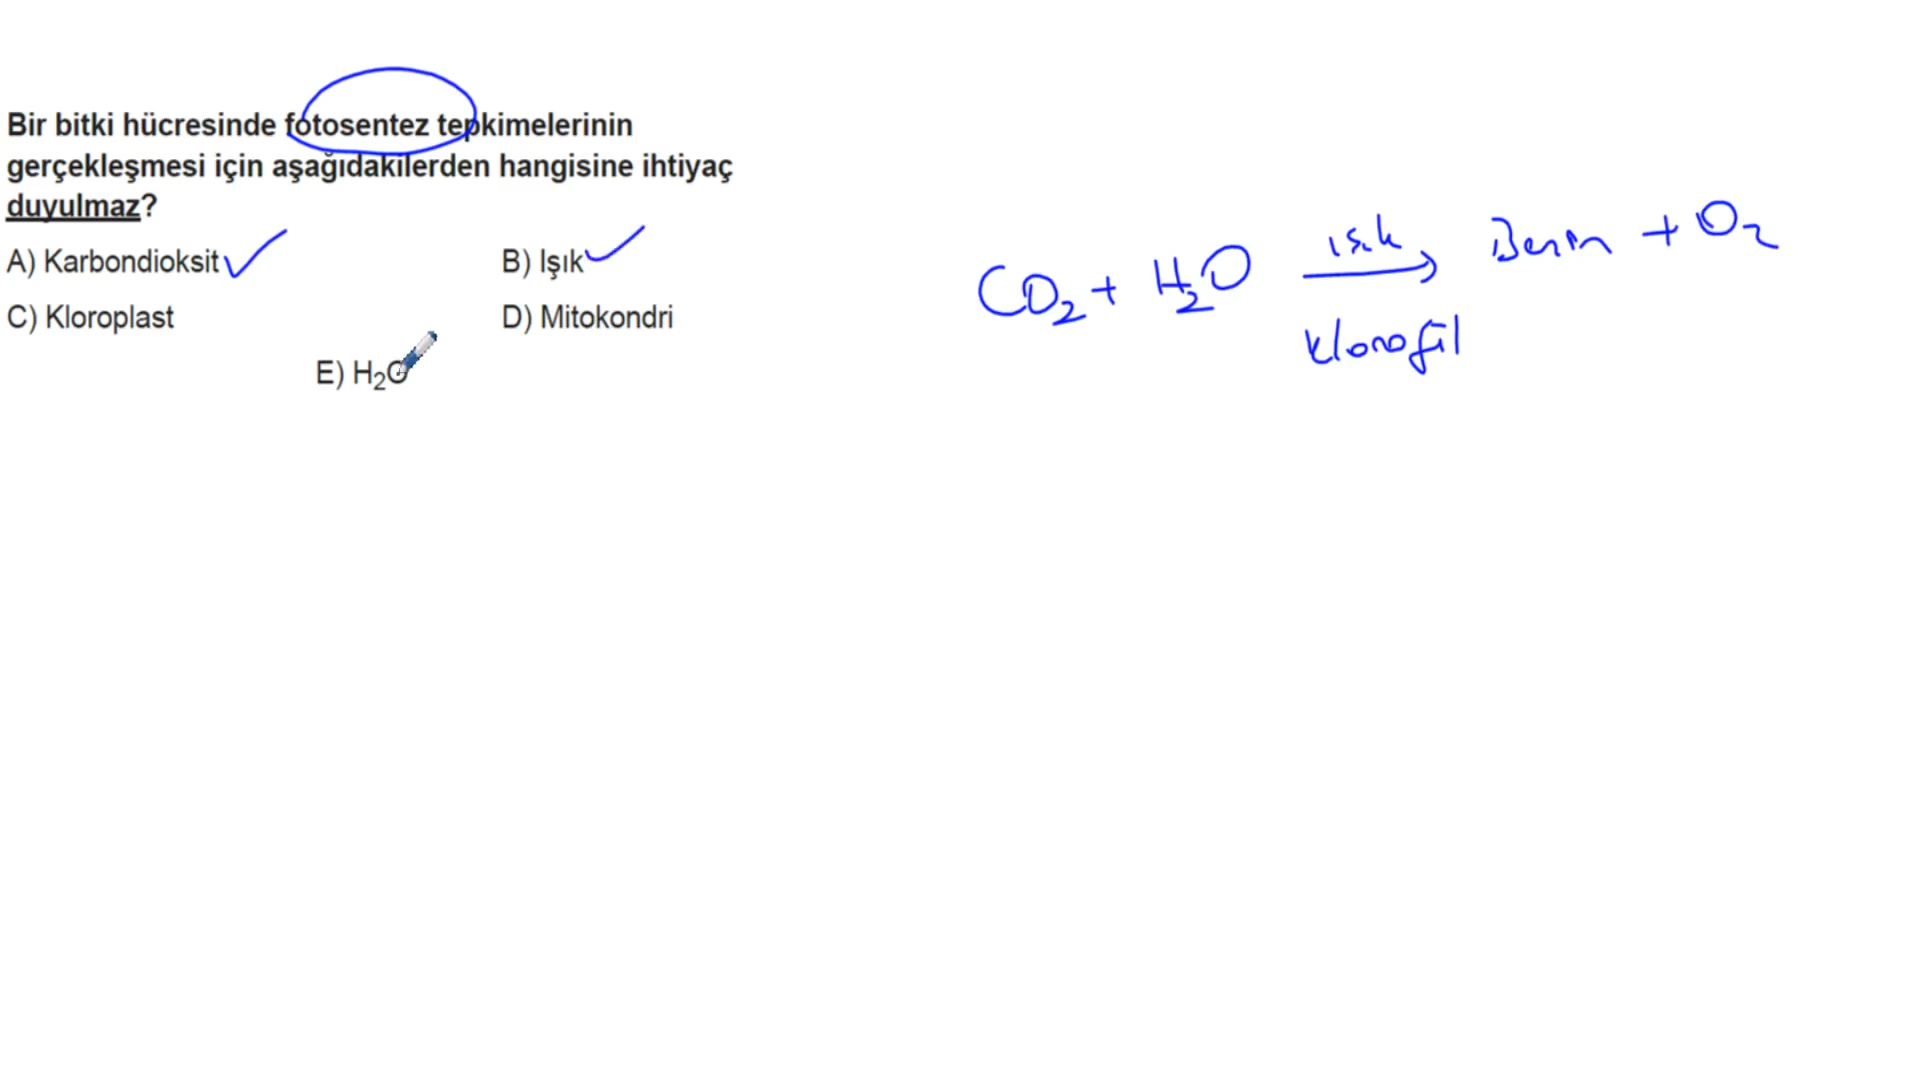 Bir bitki hücresinde fotosentez tepkimelerinin
gerçekleşmesi için aşağıdakilerden hangisine ihtiyaç
duyulmaz?
A) Karbondioksit
B) Işık
C) Kloroplast
D) Mitokondri
E) H₂O
CO₂ + H₂O ışık → Besin + O₂
klorofil